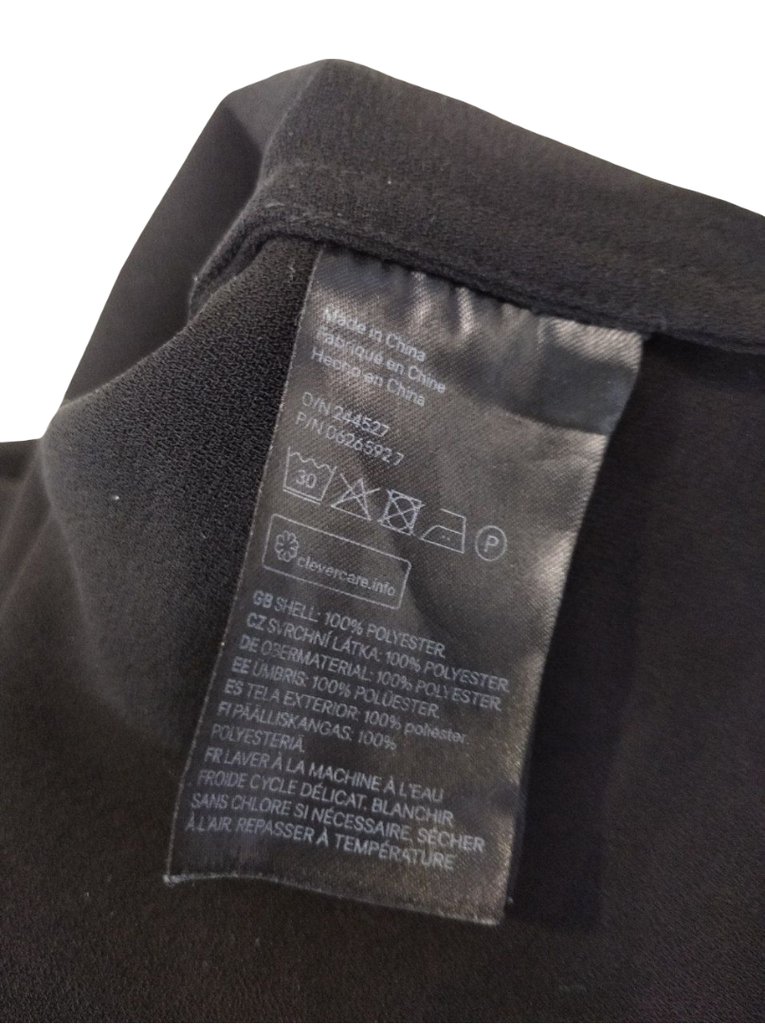 Made in China
Fabriqué en Chine
Hecho en China
O/N 244527
P/N 06265927
30 P
clevercare.info
GB SHELL: 100% POLYESTER.
CZ SVRCHNÍ LÁTKA: 100% POLYESTER.
DE OBERMATERIAL: 100% POLYESTER.
EE ÜMBRIS: 100% POLÜESTER.
ES TELA EXTERIOR: 100% poliéster.
FI PÄÄLLISKANGAS: 100%
POLYESTERIÄ.
FR LAVER À LA MACHINE À L'EAU
FROIDE CYCLE DÉLICAT. BLANCHIR
SANS CHLORE SI NÉCESSAIRE. SÉCHER
À L'AIR. REPASSER À TEMPÉRATURE